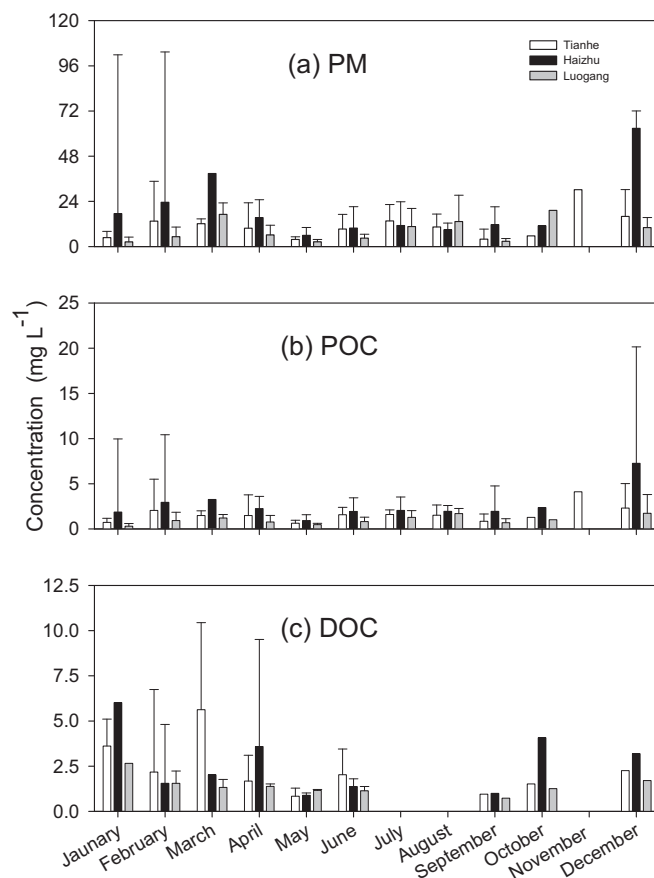 120
96
72
48
24
0
(a) PM
Tianhe
Haizhu
Luogang
25
20
15
10
5
0
(b) POC
Concentration (mg L⁻¹)
12.5
10.0
7.5
5.0
2.5
0.0
(c) DOC
Jaunary
February
March
April
May
June
July
August
September
October
November
December